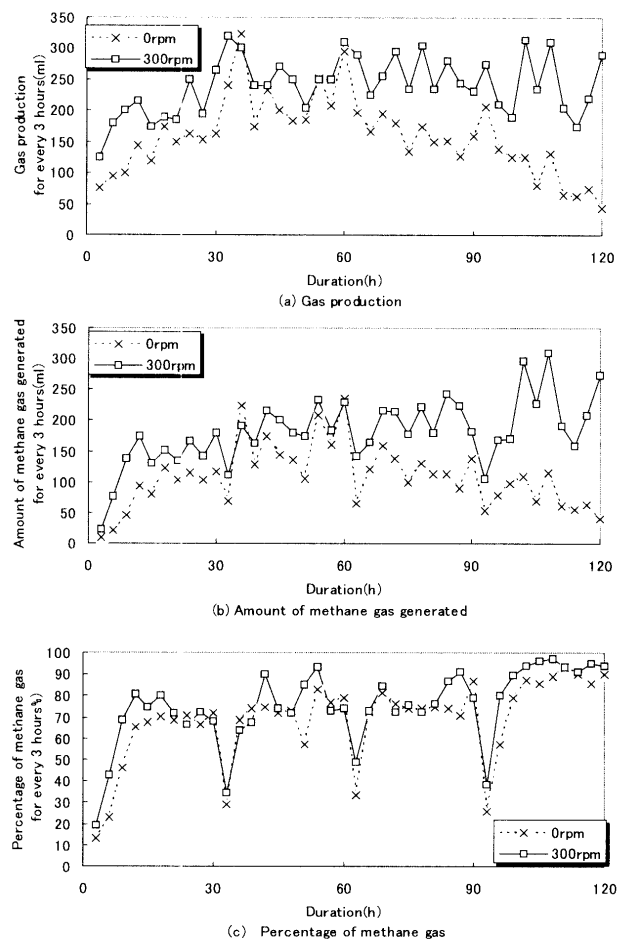 Gas production
for every 3 hours(ml)
350
300
250
200
150
100
50
0
0rpm
300rpm
0
30
60
90
120
Duration(h)
(a) Gas production
Amount of methane gas generated
for every 3 hours(ml)
350
300
250
200
150
100
50
0
0rpm
300rpm
0
30
60
90
120
Duration(h)
(b) Amount of methane gas generated
Percentage of methane gas
for every 3 hours%)
100
90
80
70
60
50
40
30
20
10
0
0rpm
300rpm
0
30
60
90
120
Duration(h)
(c) Percentage of methane gas